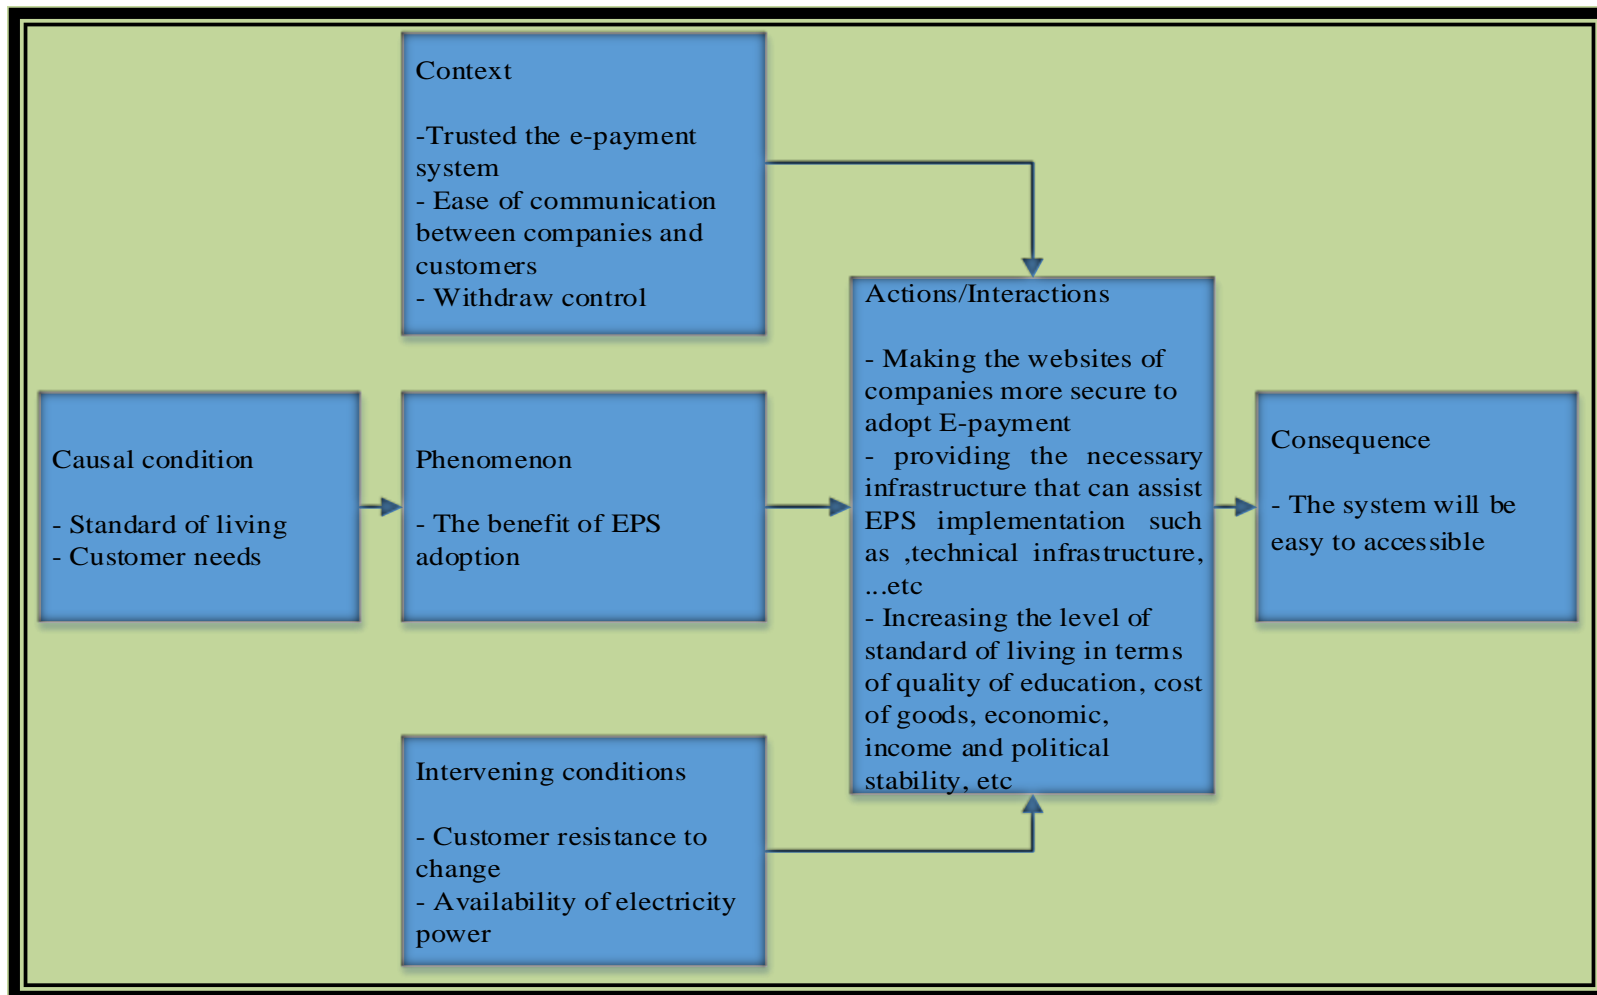 Context
-Trusted the e-payment
system
- Ease of communication
between companies and
customers
- Withdraw control
Causal condition
- Standard of living
- Customer needs
Phenomenon
- The benefit of EPS
adoption
Actions/Interactions
- Making the websites of
companies more secure to
adopt E-payment
- providing the necessary
infrastructure that can assist
EPS implementation such
as ,technical infrastructure,
...etc
- Increasing the level of
standard of living in terms
of quality of education, cost
of goods, economic,
income and political
stability, etc
Consequence
- The system will be
easy to accessible
Intervening conditions
- Customer resistance to
change
- Availability of electricity
power